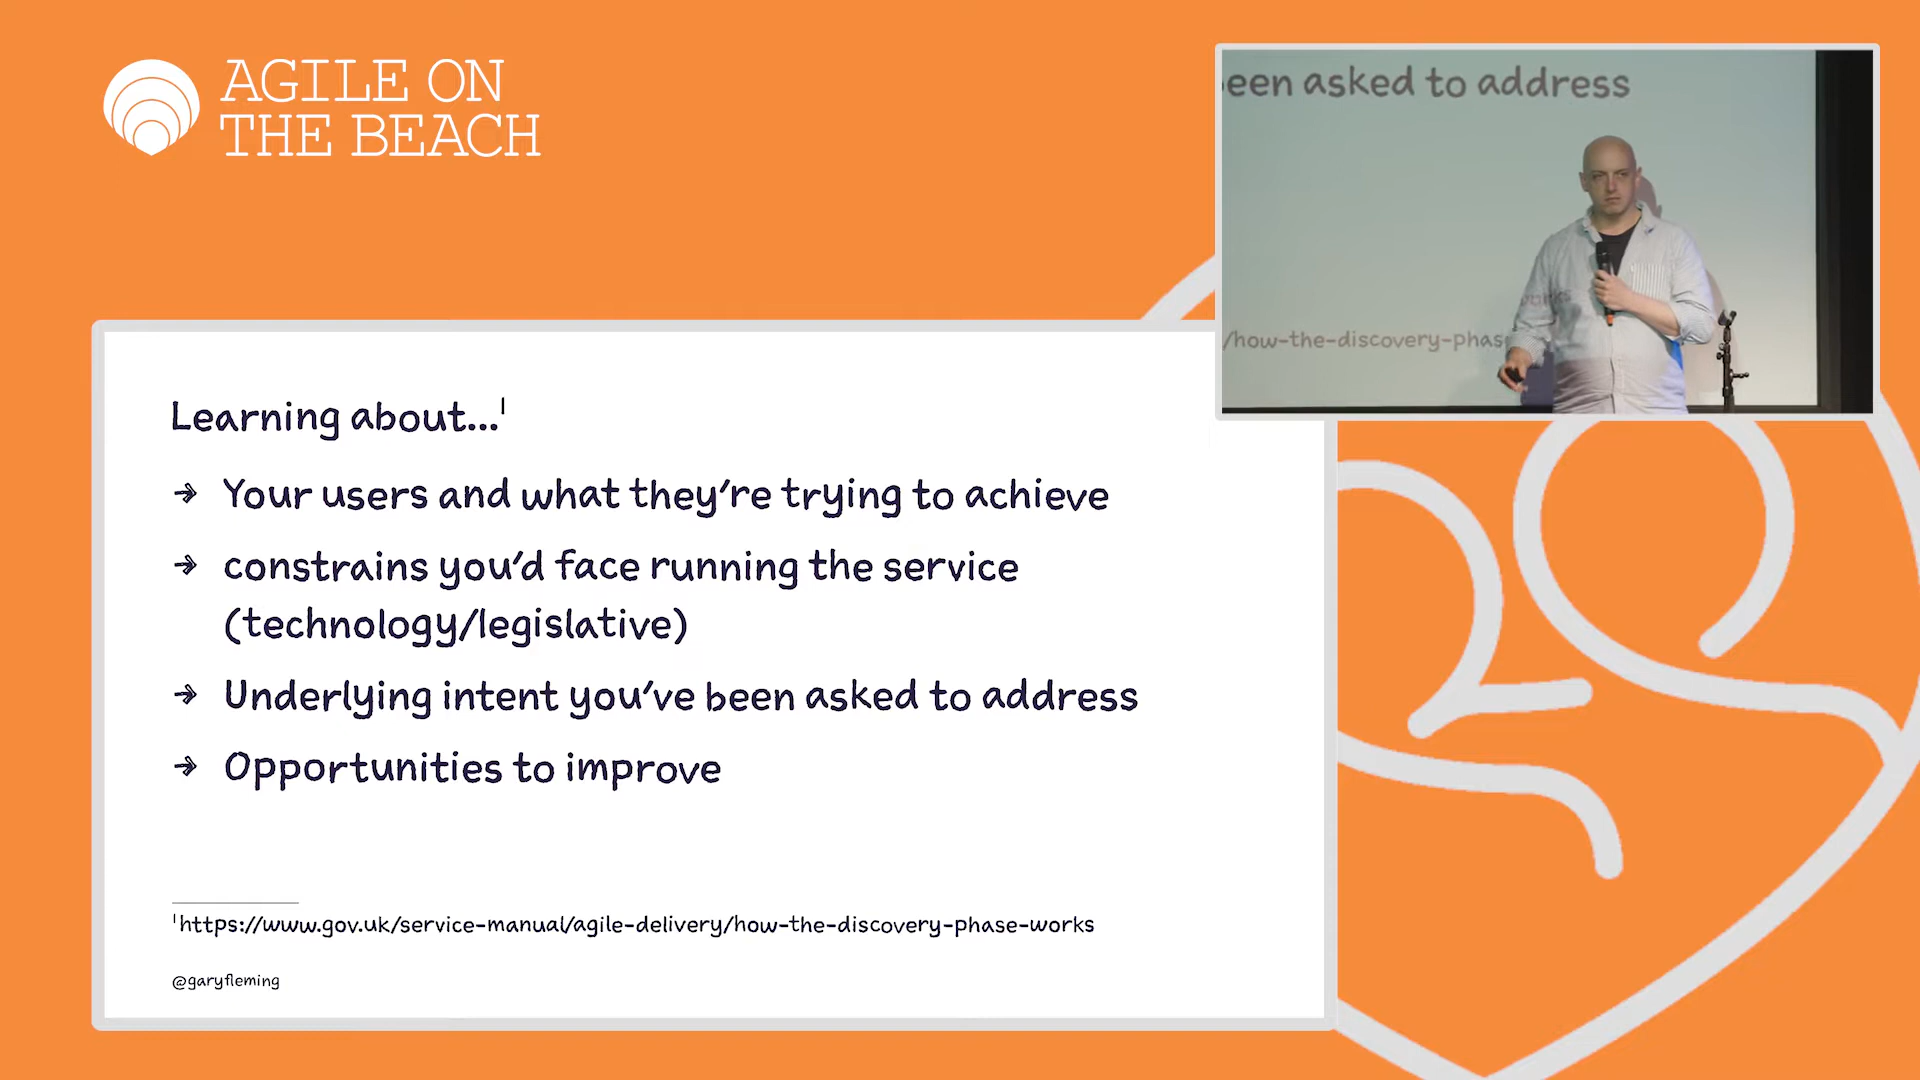 AGILE ON
THE BEACH
een asked to address
works
/how-the-discovery-phas
Learning about...¹
→ Your users and what they're trying to achieve
→ constrains you'd face running the service
(technology/legislative)
→ Underlying intent you've been asked to address
→ Opportunities to improve
¹https://www.gov.uk/service-manual/agile-delivery/how-the-discovery-phase-works
@garyfleming